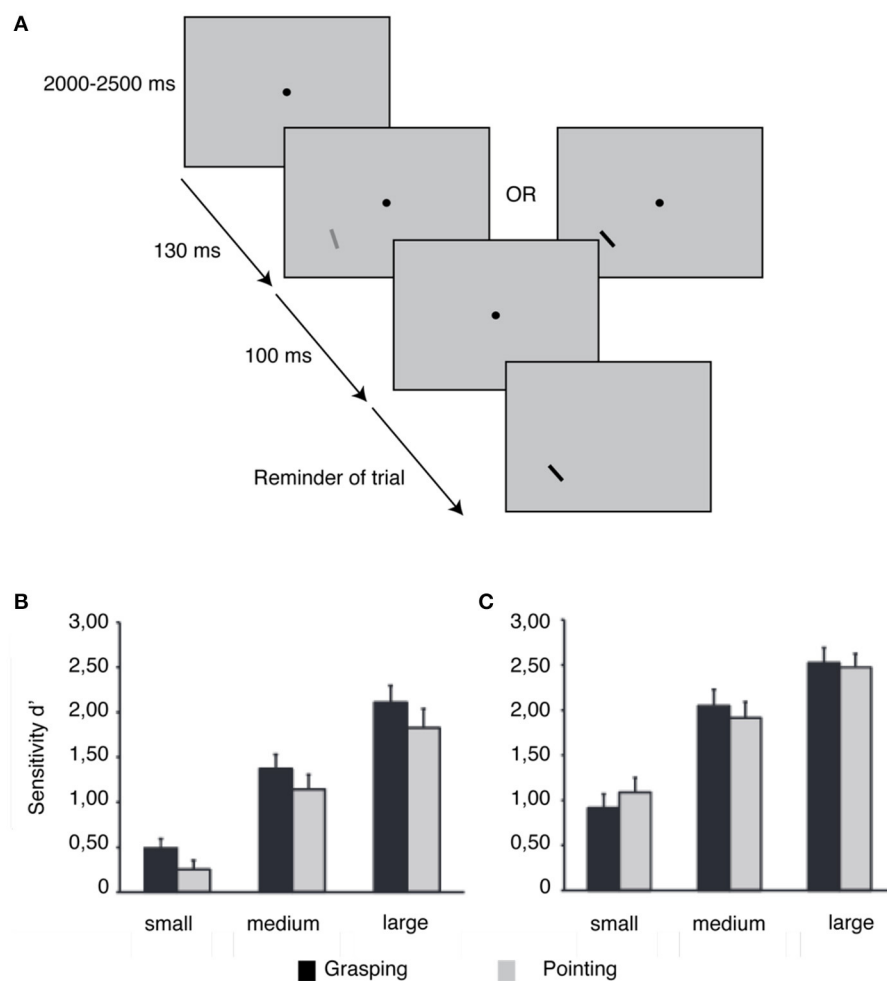 A
2000-2500 ms
OR
130 ms
100 ms
Reminder of trial
B
3,00
2,50
2,00
1,50
1,00
0,50
0
Sensitivity d'
small medium large
C
3,00
2,50
2,00
1,50
1,00
0,50
0
small medium large
Grasping Pointing